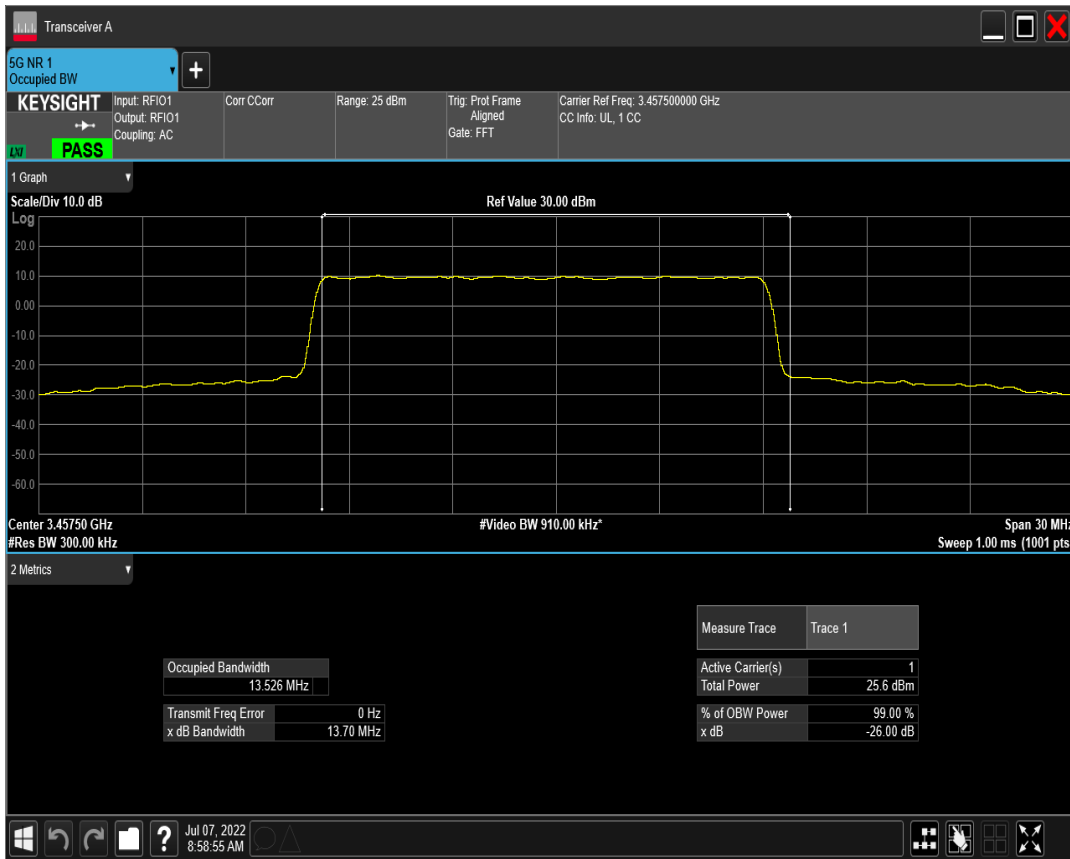 Transceiver A
5G NR 1
Occupied BW
+
KEYSIGHT
LXI
PASS
Input: RFIO1
Output: RFIO1
Coupling: AC
Corr CCorr
Range: 25 dBm
Trig: Prot Frame
Aligned
Gate: FFT
Carrier Ref Freq: 3.457500000 GHz
CC Info: UL, 1 CC
1 Graph
Scale/Div 10.0 dB
Ref Value 30.00 dBm
Log
20.0
10.0
0.00
-10.0
-20.0
-30.0
-40.0
-50.0
-60.0
Center 3.45750 GHz
#Video BW 910.00 kHz*
Span 30 MHz
#Res BW 300.00 kHz
Sweep 1.00 ms (1001 pts
2 Metrics
Measure Trace Trace 1
Occupied Bandwidth
13.526 MHz
Active Carrier(s) 1
Total Power 25.6 dBm
Transmit Freq Error 0 Hz
x dB Bandwidth 13.70 MHz
% of OBW Power 99.00 %
x dB -26.00 dB
?
Jul 07, 2022
8:58:55 AM